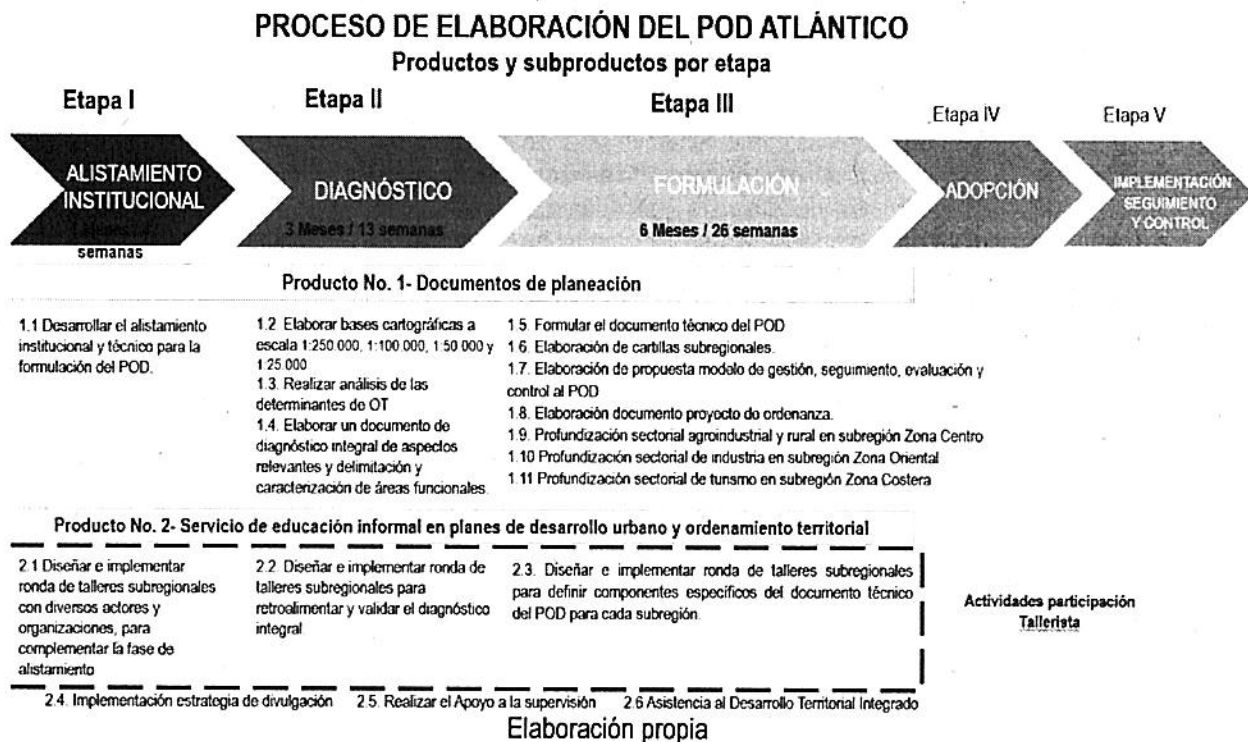 PROCESO DE ELABORACIÓN DEL POD ATLÁNTICO
Productos y subproductos por etapa
Etapa I
Etapa II
Etapa III
Etapa IV
Etapa V
ALISTAMIENTO
INSTITUCIONAL
semanas
DIAGNÓSTICO
3 Meses / 13 semanas
FORMULACIÓN
6 Meses / 26 semanas
ADOPCIÓN
IMPLEMENTACIÓN
SEGUIMIENTO
Y CONTROL
Producto No. 1- Documentos de planeación
1.1 Desarrollar el alistamiento
institucional y técnico para la
formulación del POD.
1.2 Elaborar bases cartográficas a
escala 1:250.000, 1:100.000, 1:50 000 y
1:25.000
1.3. Realizar análisis de las
determinantes de OT
1.4. Elaborar un documento de
diagnóstico integral de aspectos
relevantes y delimitación y
caracterización de áreas funcionales.
1.5. Formular el documento técnico del POD
1.6. Elaboración de cartillas subregionales.
1.7. Elaboración de propuesta modelo de gestión, seguimiento, evaluación y
control al POD
1.8. Elaboración documento proyecto de ordenanza.
1.9. Profundización sectorial agroindustrial y rural en subregión Zona Centro
1.10 Profundización sectorial de industria en subregión Zona Oriental
1.11 Profundización sectorial de turismo en subregión Zona Costera
Producto No. 2- Servicio de educación informal en planes de desarrollo urbano y ordenamiento territorial
2.1 Diseñar e implementar
ronda de talleres subregionales
con diversos actores y
organizaciones, para
complementar la fase de
alistamiento
2.2. Diseñar e implementar ronda de
talleres subregionales para
retroalimentar y validar el diagnóstico
integral
2.3. Diseñar e implementar ronda de talleres subregionales
para definir componentes específicos del documento técnico
del POD para cada subregión.
Actividades participación
Tallerista
2.4. Implementación estrategia de divulgación 2.5. Realizar el Apoyo a la supervisión 2.6 Asistencia al Desarrollo Territorial Integrado
Elaboración propia